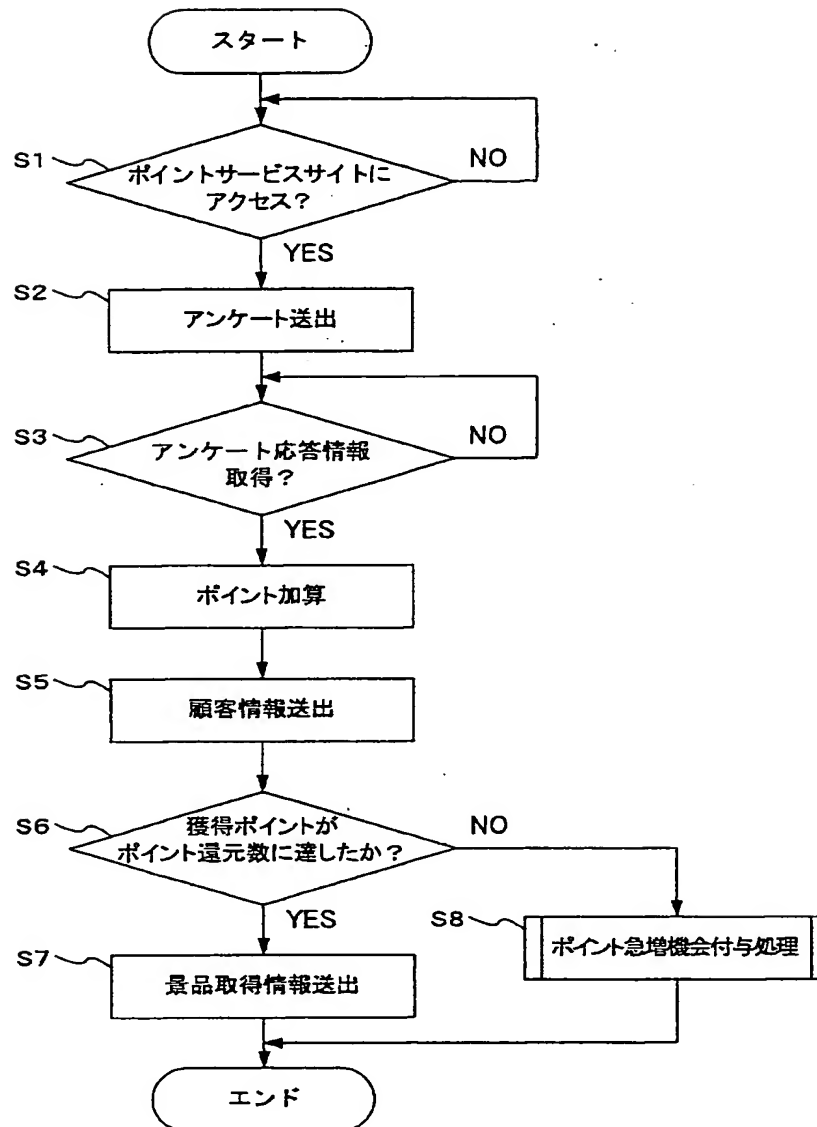 スタート
S1
ポイントサービスサイトに
アクセス？
NO
YES
S2
アンケート送出
S3
アンケート応答情報
取得？
NO
YES
S4
ポイント加算
S5
顧客情報送出
S6
獲得ポイントが
ポイント還元数に達したか？
NO
YES
S8
ポイント急増機会付与処理
S7
景品取得情報送出
エンド